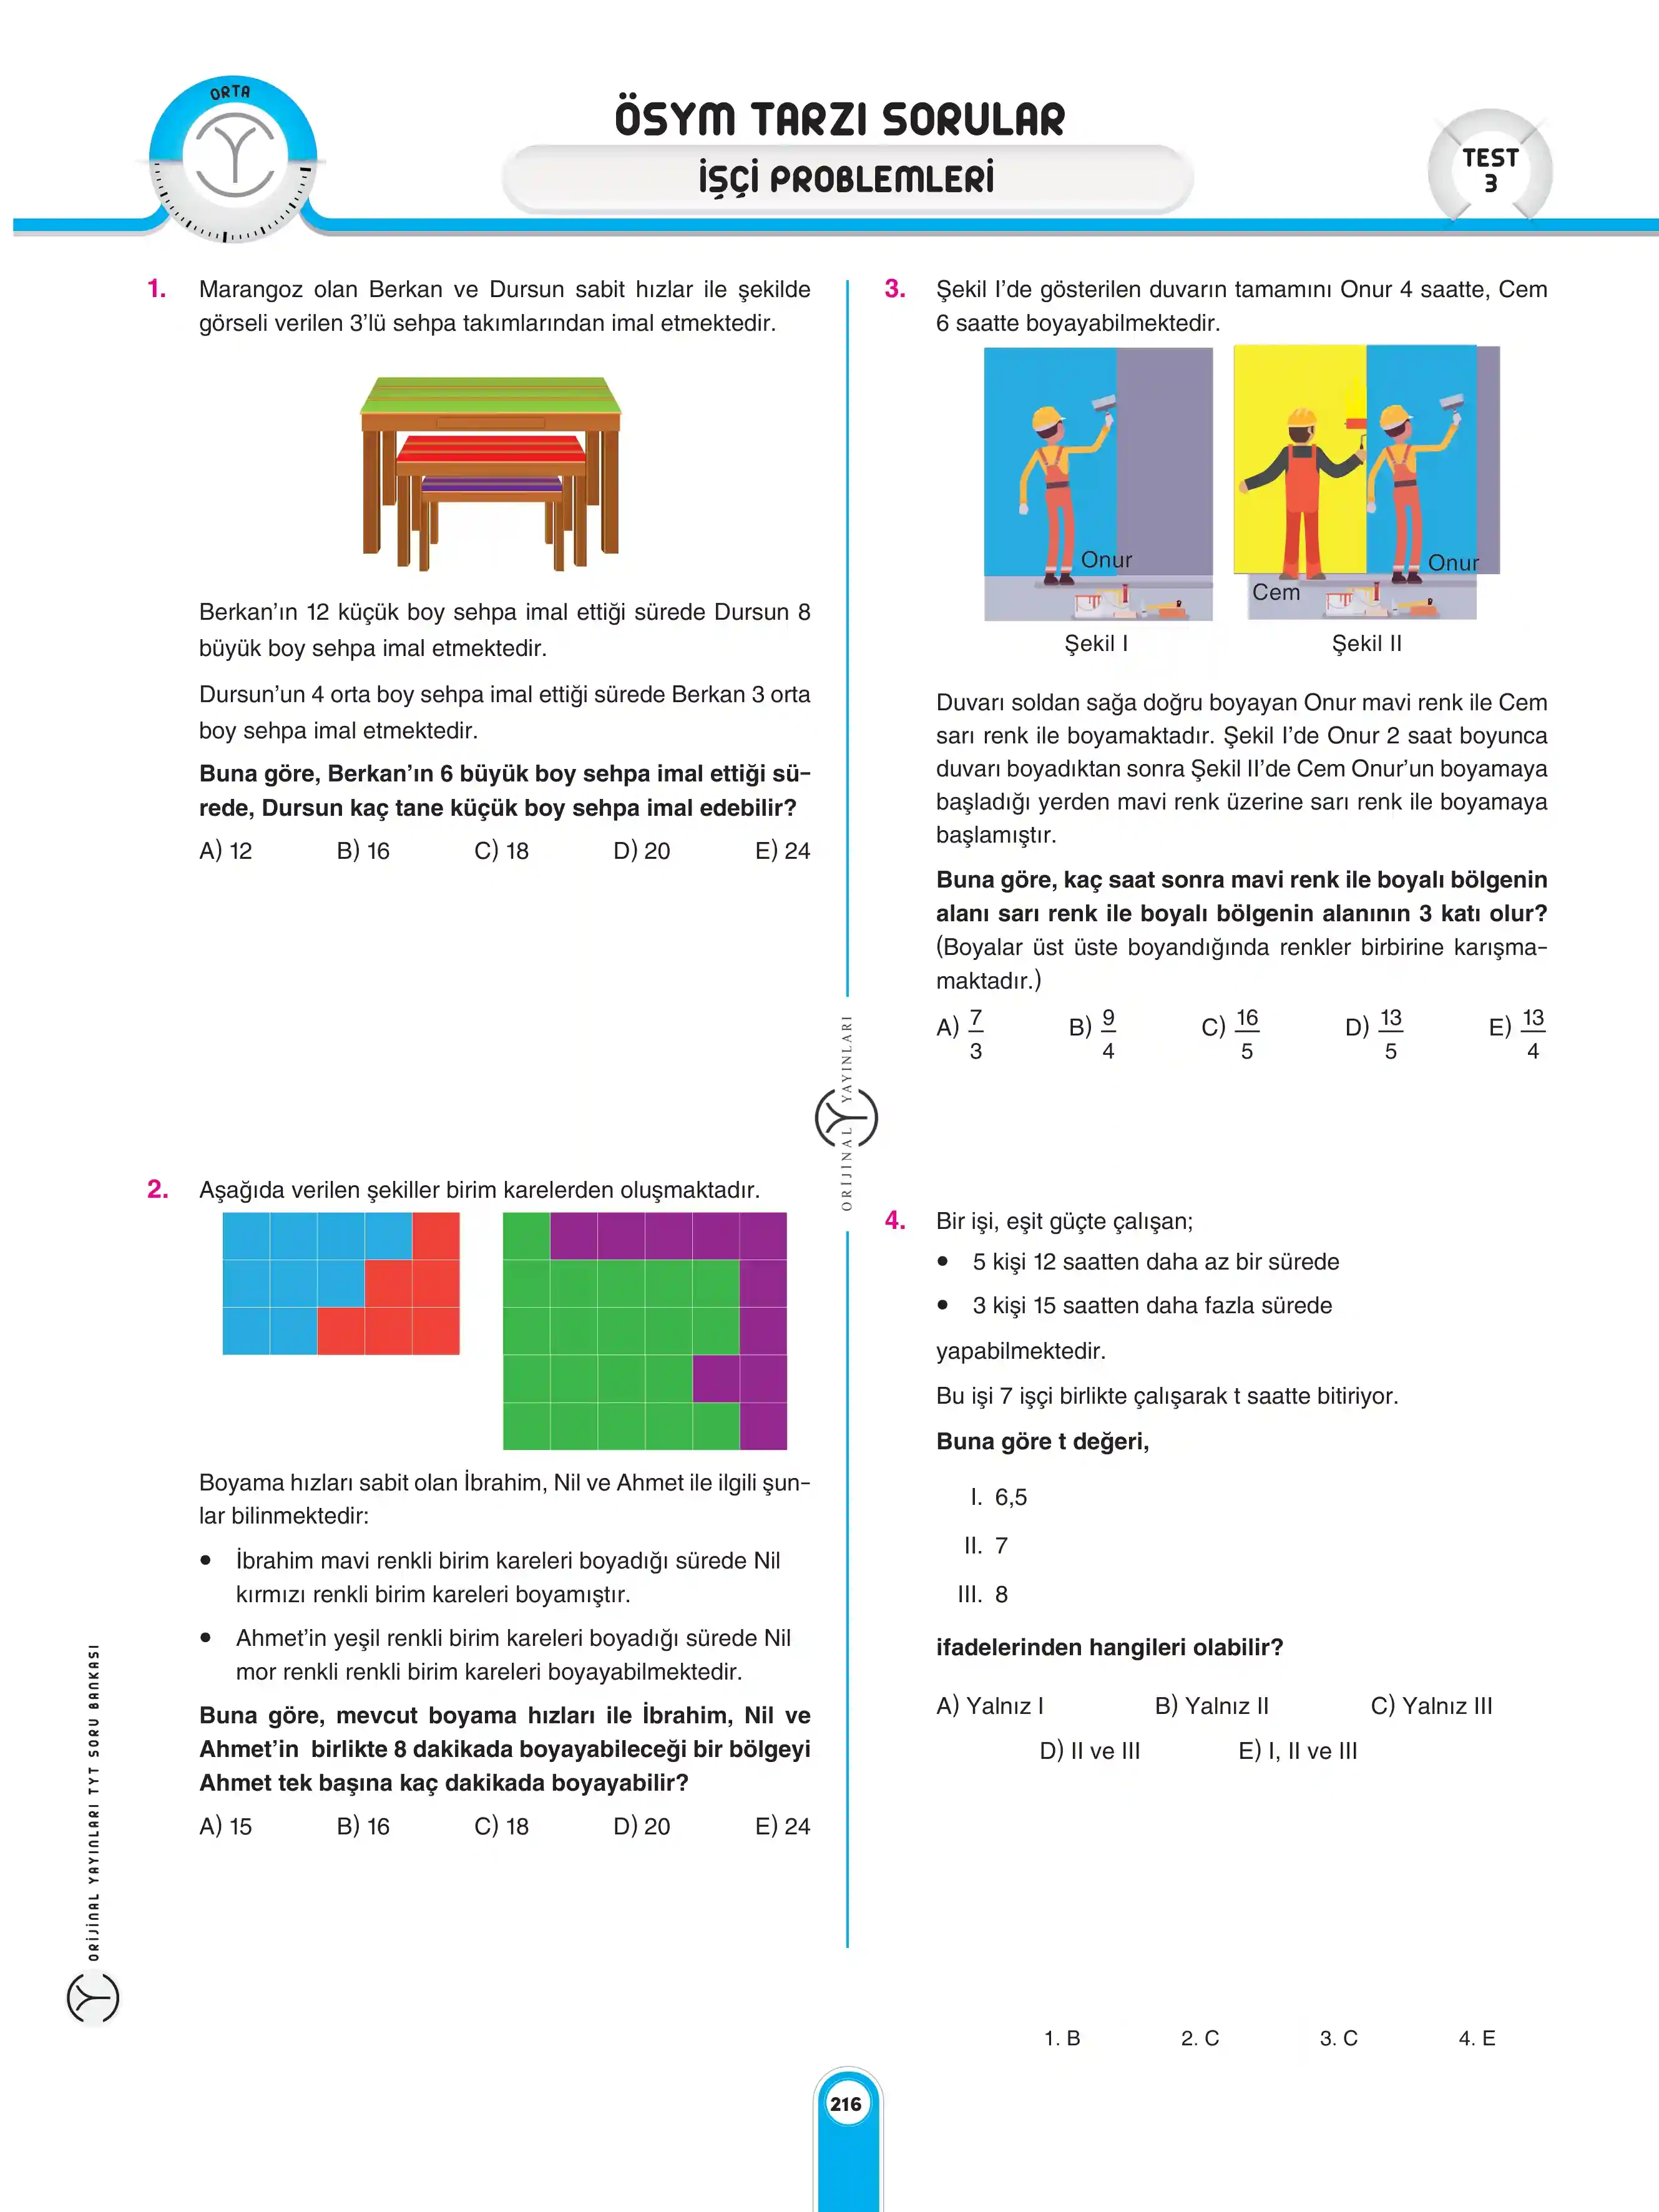 ORTA
ÖSYM TARZI SORULAR
İŞÇİ PROBLEMLERİ
TEST
3
1. Marangoz olan Berkan ve Dursun sabit hızlar ile şekilde
görseli verilen 3’lü sehpa takımlarından imal etmektedir.
Berkan’ın 12 küçük boy sehpa imal ettiği sürede Dursun 8
büyük boy sehpa imal etmektedir.
Dursun’un 4 orta boy sehpa imal ettiği sürede Berkan 3 orta
boy sehpa imal etmektedir.
Buna göre, Berkan’ın 6 büyük boy sehpa imal ettiği sü-
rede, Dursun kaç tane küçük boy sehpa imal edebilir?
A) 12 B) 16 C) 18 D) 20 E) 24
2. Aşağıda verilen şekiller birim karelerden oluşmaktadır.
Boyama hızları sabit olan İbrahim, Nil ve Ahmet ile ilgili şun-
lar bilinmektedir:
• İbrahim mavi renkli birim kareleri boyadığı sürede Nil
kırmızı renkli birim kareleri boyamıştır.
• Ahmet’in yeşil renkli birim kareleri boyadığı sürede Nil
mor renkli renkli birim kareleri boyayabilmektedir.
Buna göre, mevcut boyama hızları ile İbrahim, Nil ve
Ahmet’in birlikte 8 dakikada boyayabileceği bir bölgeyi
Ahmet tek başına kaç dakikada boyayabilir?
A) 15 B) 16 C) 18 D) 20 E) 24
ORİJİNAL YAYINLARI TYT SORU BANKASI
ORİJİNAL YAYINLARI
3. Şekil I’de gösterilen duvarın tamamını Onur 4 saatte, Cem
6 saatte boyayabilmektedir.
Onur
Cem
Onur
Şekil I
Şekil II
Duvarı soldan sağa doğru boyayan Onur mavi renk ile Cem
sarı renk ile boyamaktadır. Şekil I’de Onur 2 saat boyunca
duvarı boyadıktan sonra Şekil II’de Cem Onur’un boyamaya
başladığı yerden mavi renk üzerine sarı renk ile boyamaya
başlamıştır.
Buna göre, kaç saat sonra mavi renk ile boyalı bölgenin
alanı sarı renk ile boyalı bölgenin alanının 3 katı olur?
(Boyalar üst üste boyandığında renkler birbirine karışma-
maktadır.)
A) 7/3 B) 9/4 C) 16/5 D) 13/5 E) 13/4
4. Bir işi, eşit güçte çalışan;
• 5 kişi 12 saatten daha az bir sürede
• 3 kişi 15 saatten daha fazla sürede
yapabilmektedir.
Bu işi 7 işçi birlikte çalışarak t saatte bitiriyor.
Buna göre t değeri,
I. 6,5
II. 7
III. 8
ifadelerinden hangileri olabilir?
A) Yalnız I B) Yalnız II C) Yalnız III
D) II ve III E) I, II ve III
1. B 2. C 3. C 4. E
216